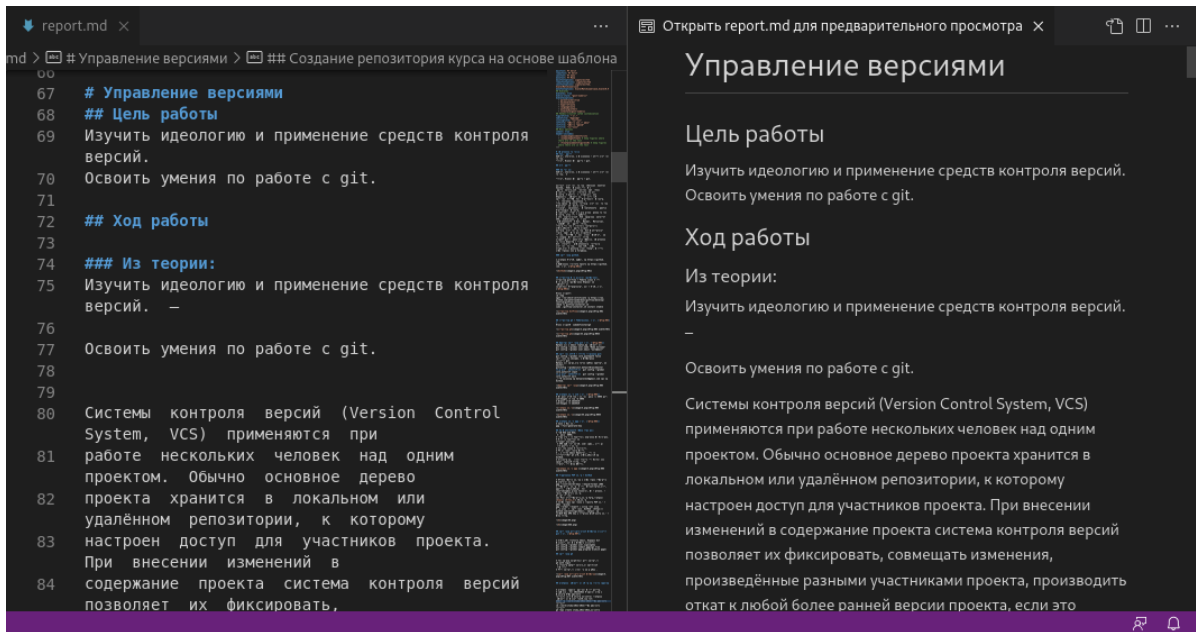 report.md
md > # Управление версиями > ## Создание репозитория курса на основе шаблона
66
67 # Управление версиями
68 ## Цель работы
69 Изучить идеологию и применение средств контроля
версий.
70 Освоить умения по работе с git.
71
72 ## Ход работы
73
74 ### Из теории:
75 Изучить идеологию и применение средств контроля
версий. —
76
77 Освоить умения по работе с git.
78
79
80 Системы контроля версий (Version Control
System, VCS) применяются при
81 работе нескольких человек над одним
проектом. Обычно основное дерево
82 проекта хранится в локальном или
удалённом репозитории, к которому
83 настроен доступ для участников проекта.
При внесении изменений в
84 содержание проекта система контроля версий
позволяет их фиксировать,
Открыть report.md для предварительного просмотра
Управление версиями
Цель работы
Изучить идеологию и применение средств контроля версий.
Освоить умения по работе с git.
Ход работы
Из теории:
Изучить идеологию и применение средств контроля версий.
—
Освоить умения по работе с git.
Системы контроля версий (Version Control System, VCS)
применяются при работе нескольких человек над одним
проектом. Обычно основное дерево проекта хранится в
локальном или удалённом репозитории, к которому
настроен доступ для участников проекта. При внесении
изменений в содержание проекта система контроля версий
позволяет их фиксировать, совмещать изменения,
произведённые разными участниками проекта, производить
откат к любой более ранней версии проекта, если это